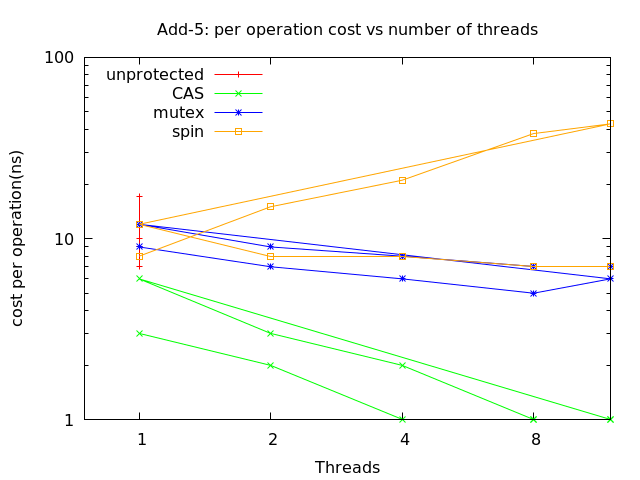 Add-5: per operation cost vs number of threads
100
unprotected
CAS
mutex
spin
cost per operation(ns)
10
1
1 2 4 8
Threads